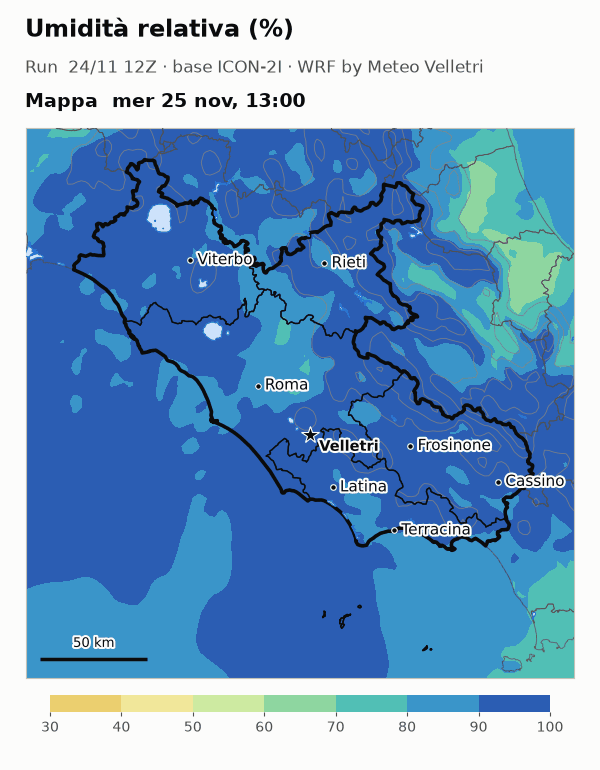 Umidità relativa (%)
Run  24/11 12Z · base ICON-2I · WRF by Meteo Velletri
Mappa  mer 25 nov, 13:00
Viterbo
Rieti
Roma
Velletri
Frosinone
Latina
Cassino
Terracina
50 km
30 40 50 60 70 80 90 100